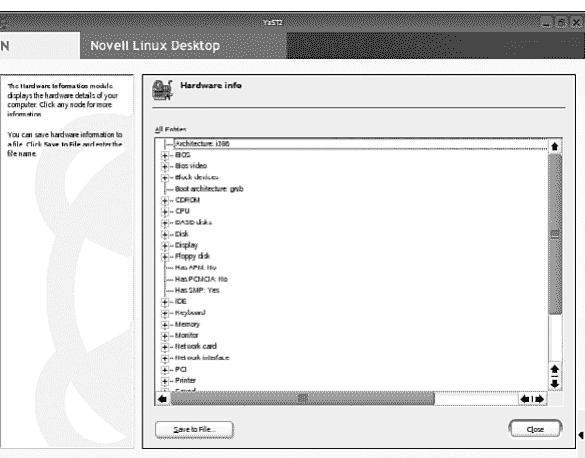 YaST2
N
Novell Linux Desktop
The Hardware Information module
displays the hardware details of your
computer. Click any node for more
information.
You can save hardware information to
a file. Click Save to File and enter the
file name.
Hardware info
All Entries
Architecture: i386
BIOS
Bios video
Block devices
Boot architecture: grub
CDROM
CPU
DASD disks
Disk
Display
Floppy disk
Has APM: No
Has PCMCIA: No
Has SMP: Yes
IDE
Keyboard
Memory
Monitor
Network card
Network interface
PCI
Printer
Save to File...
Close